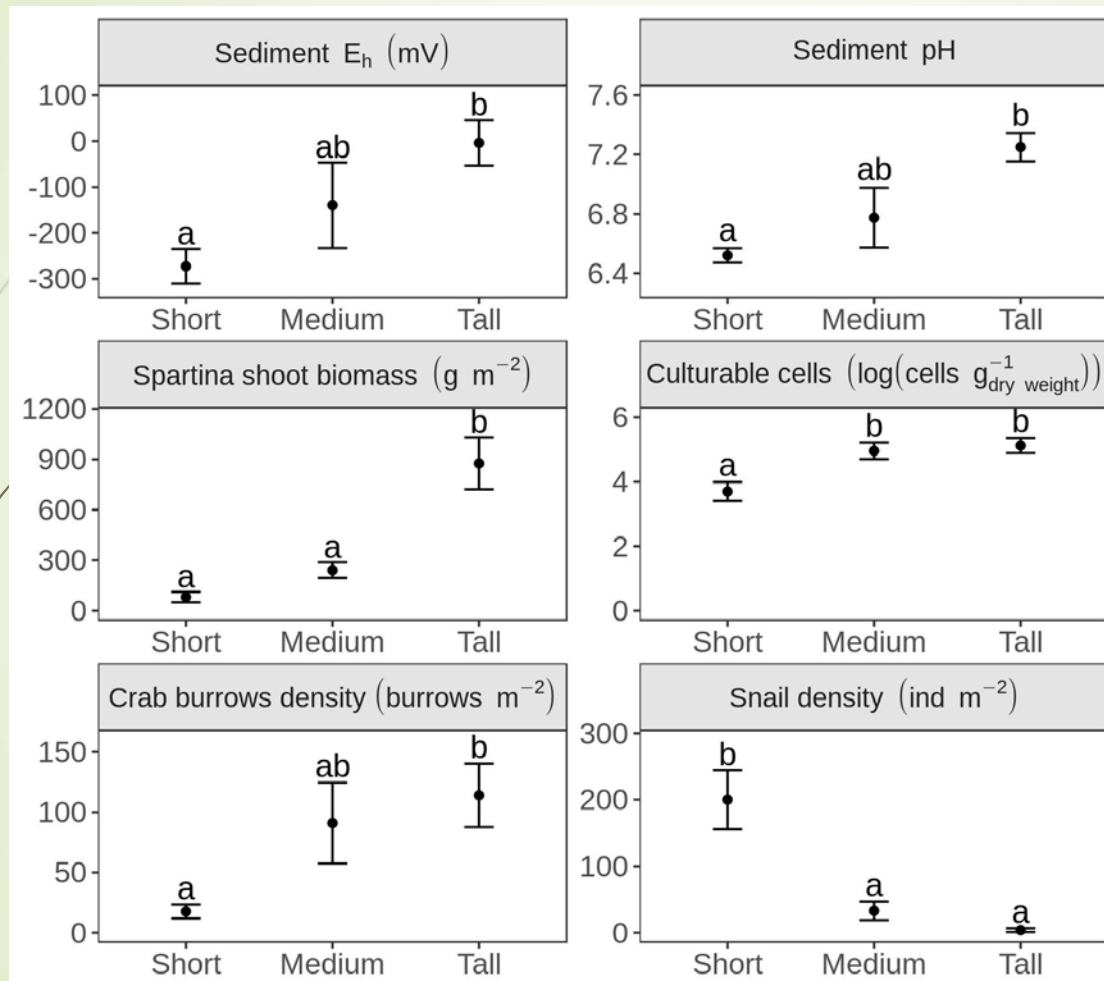 Sediment Eₕ (mV)
100
0
-100
-200
-300
a
ab
b
Short Medium Tall
Sediment pH
7.6
7.2
6.8
6.4
a
ab
b
Short Medium Tall
Spartina shoot biomass (g m⁻²)
1200
900
600
300
0
a
a
b
Short Medium Tall
Culturable cells (log(cells g⁻¹dry weight))
6
4
2
0
a
b
b
Short Medium Tall
Crab burrows density (burrows m⁻²)
150
100
50
0
a
ab
b
Short Medium Tall
Snail density (ind m⁻²)
300
200
100
0
b
a
a
Short Medium Tall